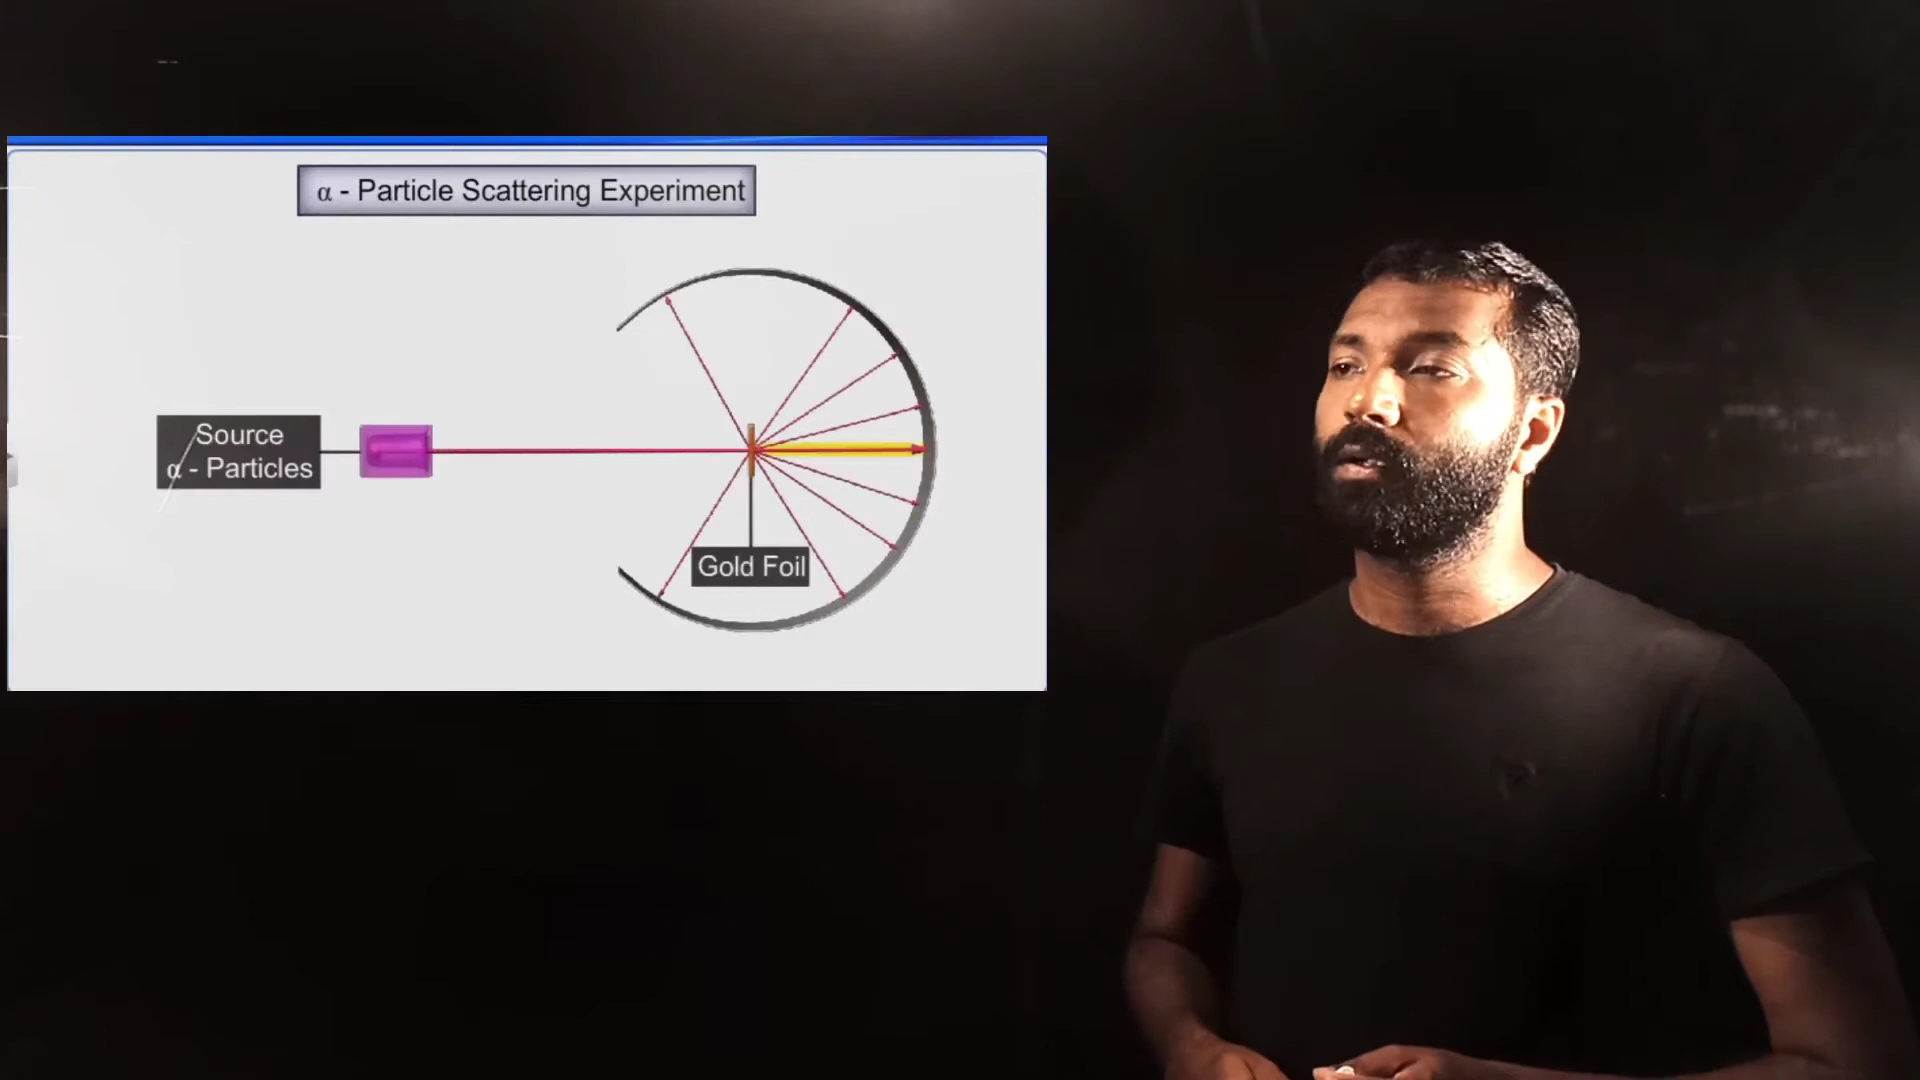 α - Particle Scattering Experiment
Source
α - Particles
Gold Foil